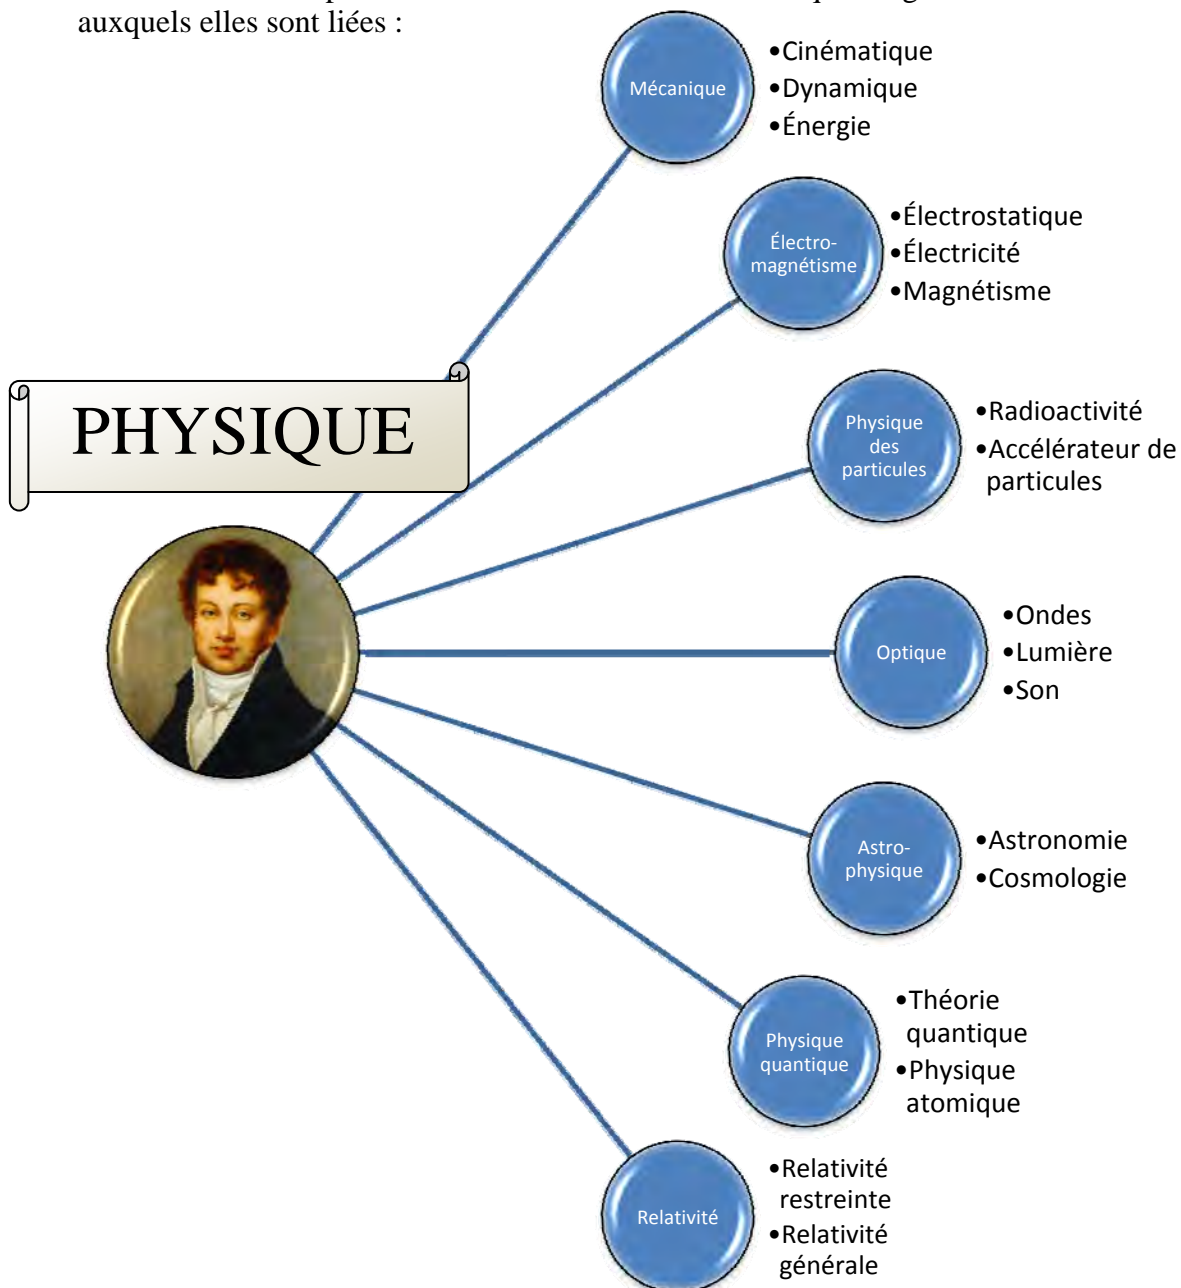 auxquels elles sont liées :
Mécanique
•Cinématique
•Dynamique
•Énergie
Électro-
magnétisme
•Électrostatique
•Électricité
•Magnétisme
PHYSIQUE
Physique
des
particules
•Radioactivité
•Accélérateur de
particules
Optique
•Ondes
•Lumière
•Son
Astro-
physique
•Astronomie
•Cosmologie
Physique
quantique
•Théorie
quantique
•Physique
atomique
Relativité
•Relativité
restreinte
•Relativité
générale